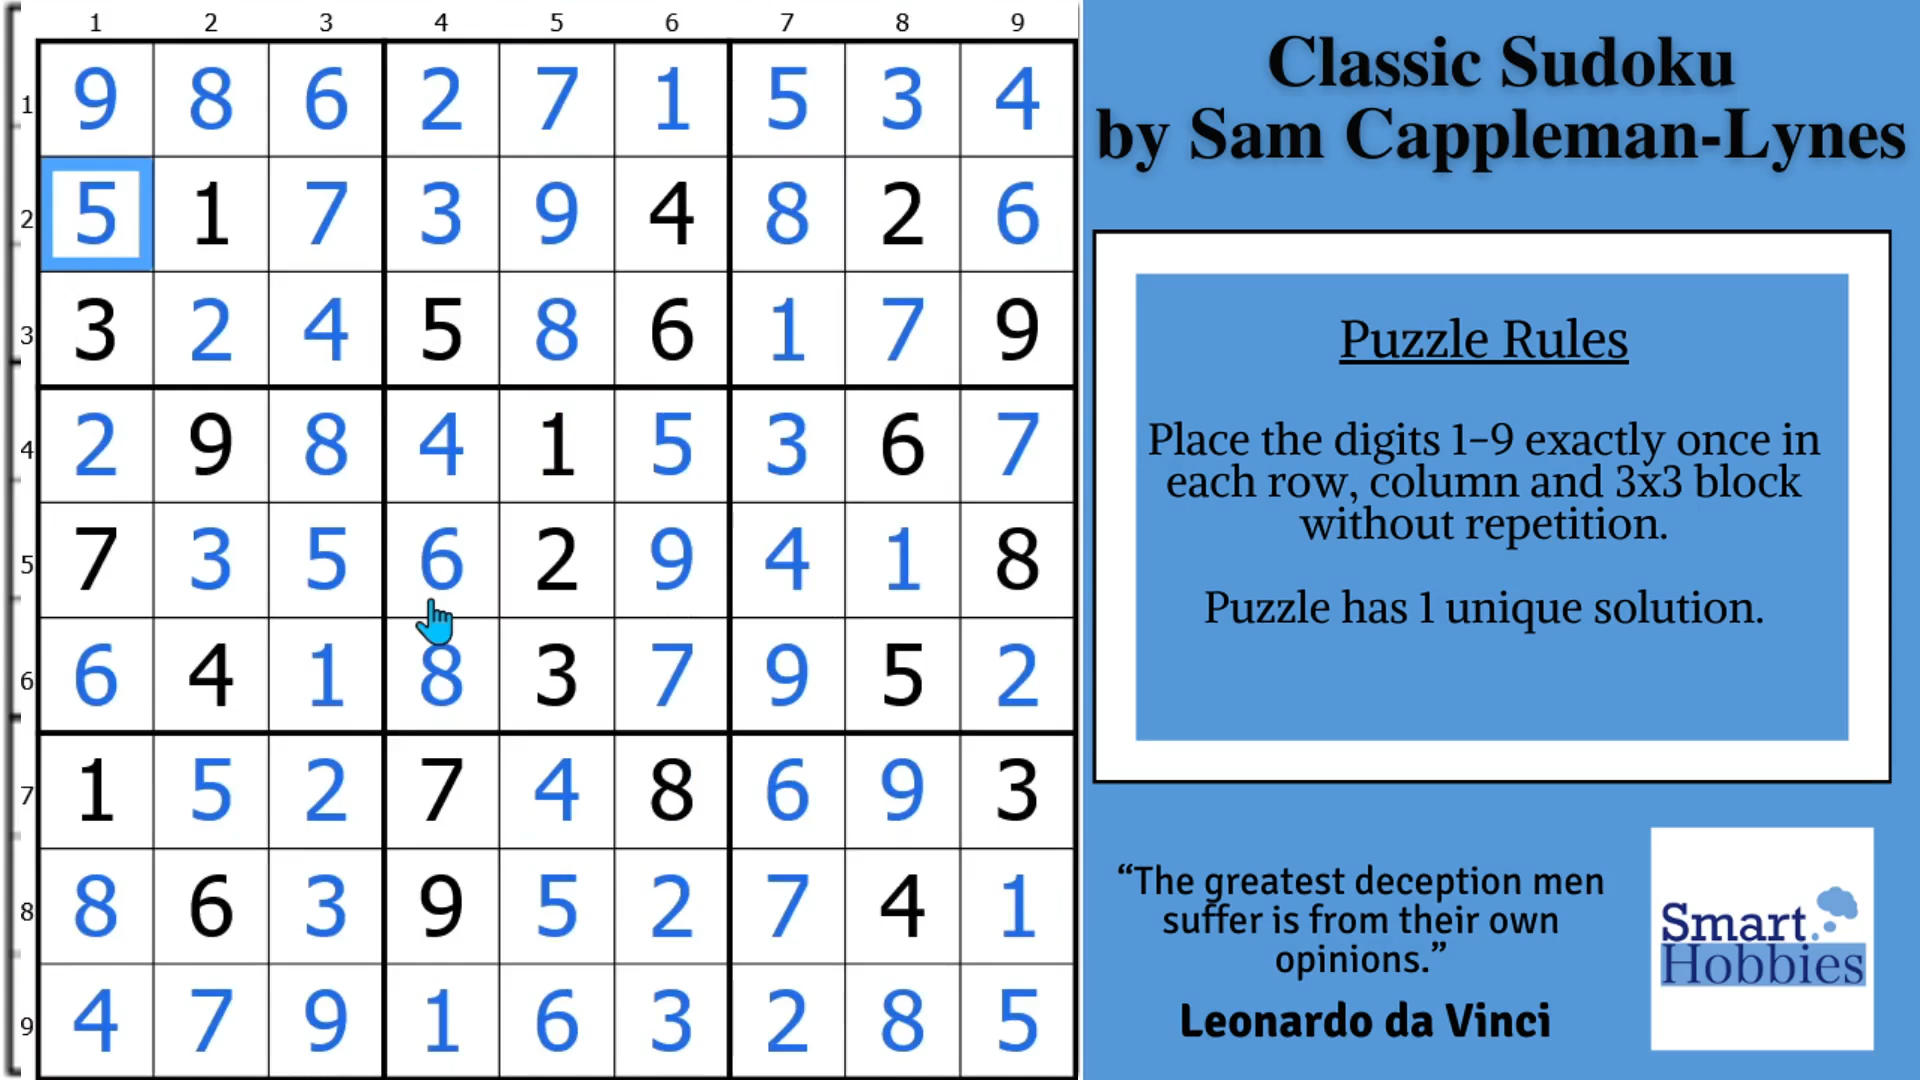 1 2 3 4 5 6 7 8 9
1 9 8 6 2 7 1 5 3 4
2 5 1 7 3 9 4 8 2 6
3 3 2 4 5 8 6 1 7 9
4 2 9 8 4 1 5 3 6 7
5 7 3 5 6 2 9 4 1 8
6 6 4 1 8 3 7 9 5 2
7 1 5 2 7 4 8 6 9 3
8 8 6 3 9 5 2 7 4 1
9 4 7 9 1 6 3 2 8 5
Classic Sudoku
by Sam Cappleman-Lynes
Puzzle Rules
Place the digits 1-9 exactly once in
each row, column and 3x3 block
without repetition.
Puzzle has 1 unique solution.
“The greatest deception men
suffer is from their own
opinions.”
Leonardo da Vinci
Smart
Hobbies